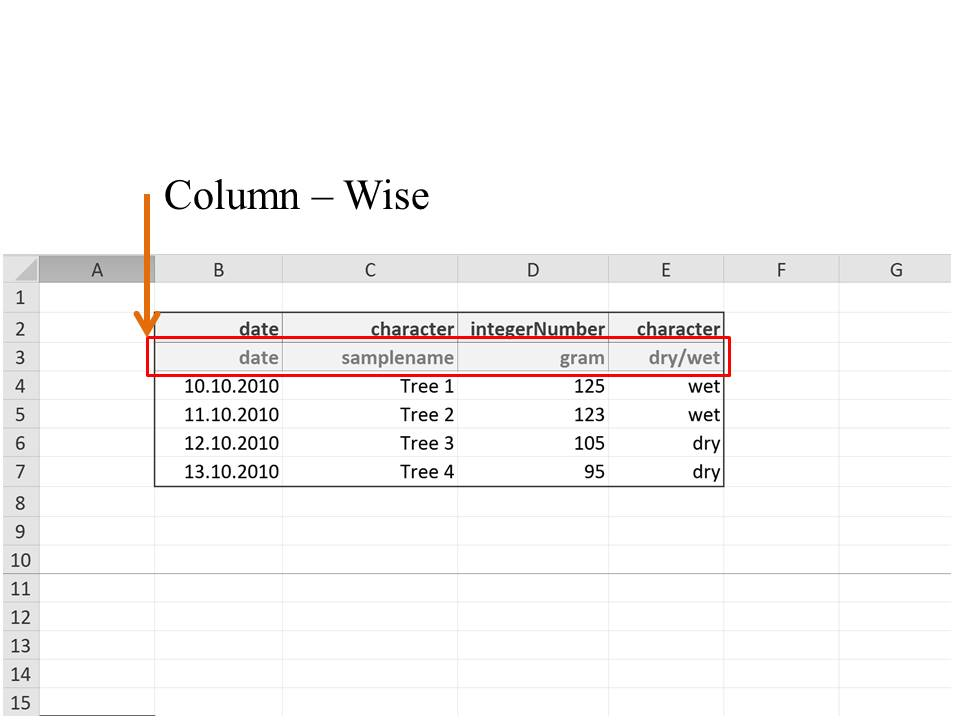 Column – Wise
A B C D E F G
1
2 date character integerNumber character
3 date samplename gram dry/wet
4 10.10.2010 Tree 1 125 wet
5 11.10.2010 Tree 2 123 wet
6 12.10.2010 Tree 3 105 dry
7 13.10.2010 Tree 4 95 dry
8
9
10
11
12
13
14
15